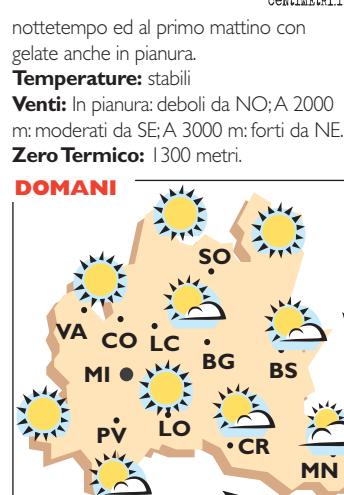 nottetempo ed al primo mattino con
gelate anche in pianura.
Temperature: stabili
Venti: In pianura: deboli da NO; A 2000
m: moderati da SE; A 3000 m: forti da NE.
Zero Termico: 1300 metri.
DOMANI
SO
VA CO LC
MI BG BS
PV LO
CR
MN